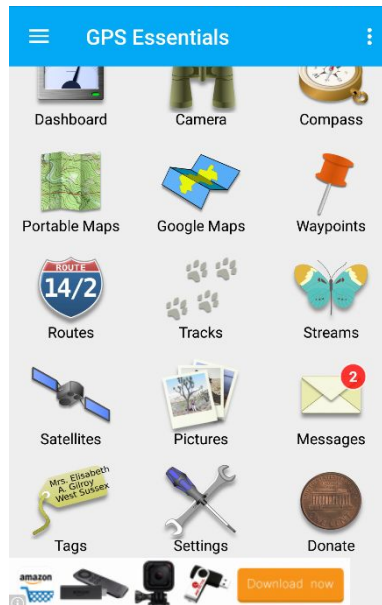 GPS Essentials
Dashboard
Camera
Compass
Portable Maps
Google Maps
Waypoints
ROUTE
14/2
Routes
Tracks
Streams
2
Satellites
Pictures
Messages
Mrs. Elisabeth
A. Gilroy
West Sussex
Tags
Settings
Donate
amazon
Download now